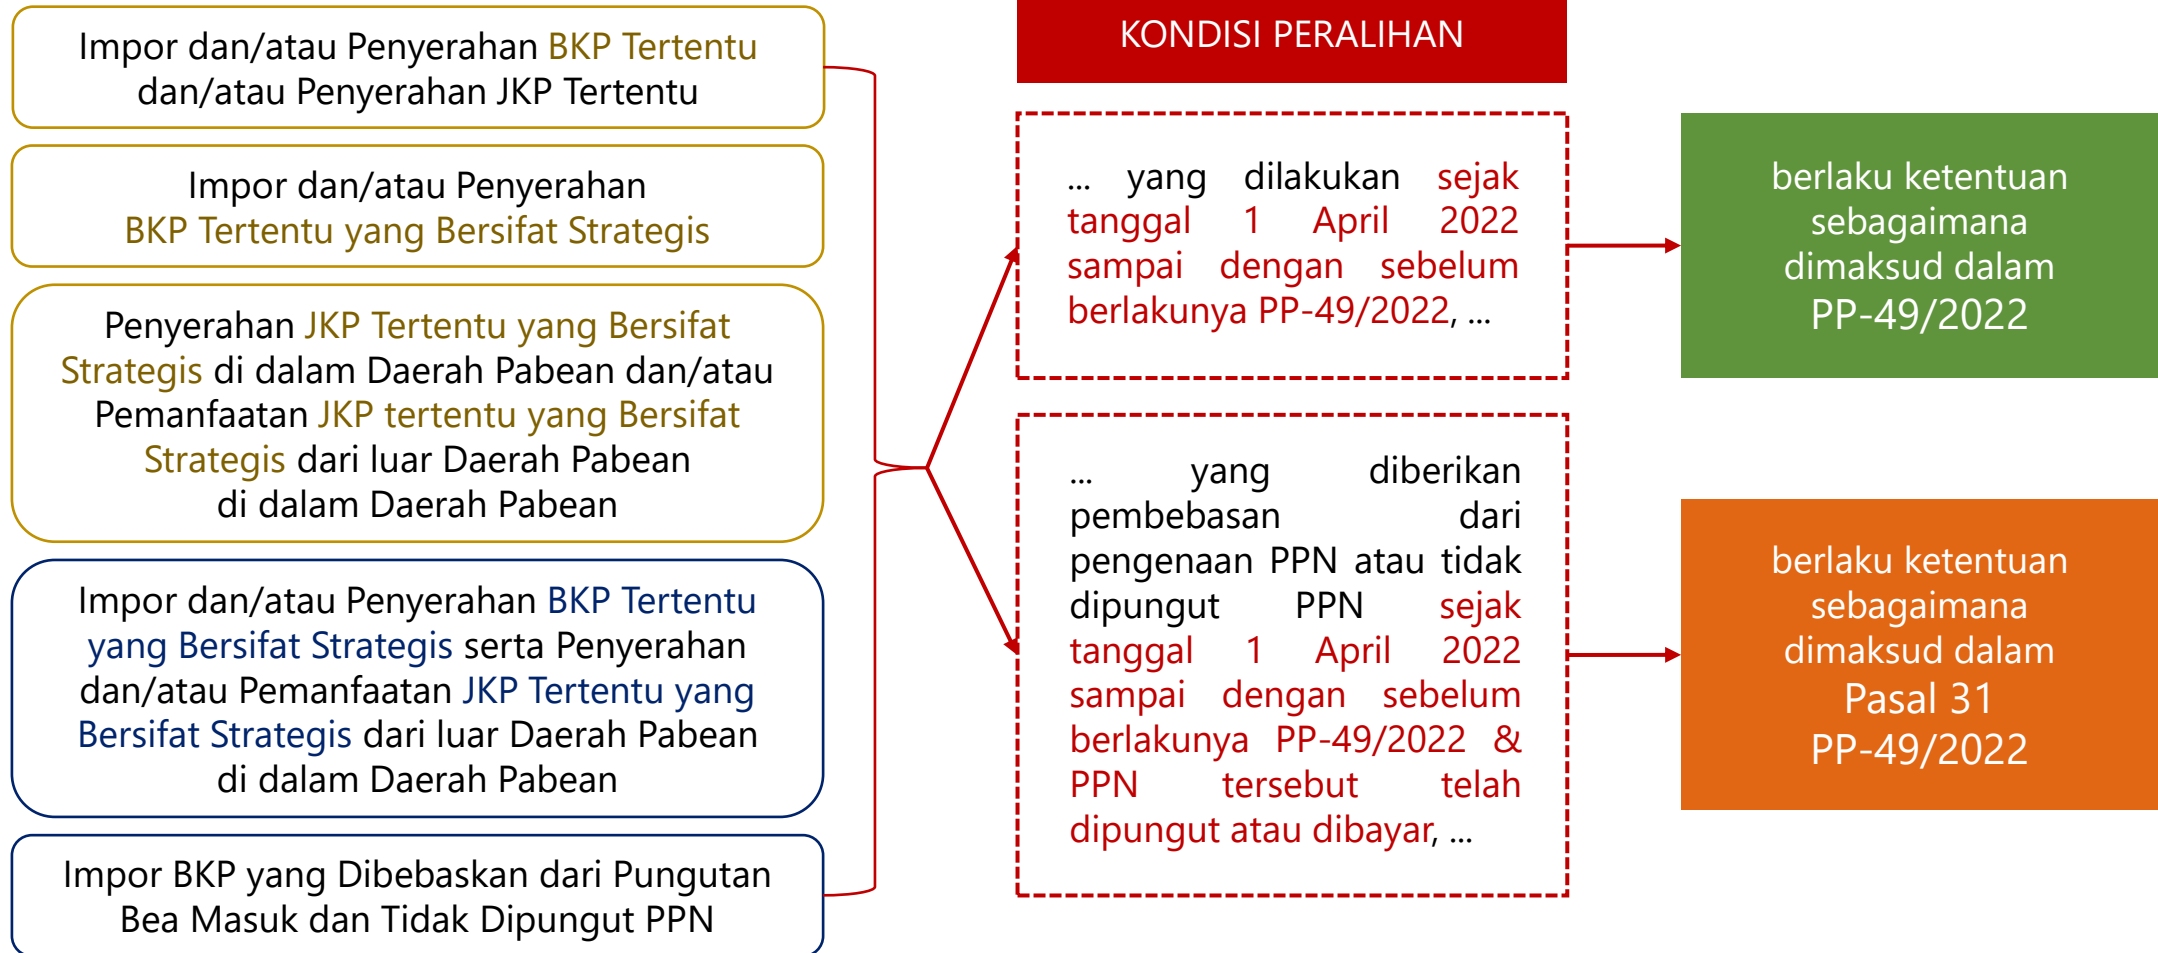 Impor dan/atau Penyerahan BKP Tertentu
dan/atau Penyerahan JKP Tertentu
Impor dan/atau Penyerahan
BKP Tertentu yang Bersifat Strategis
Penyerahan JKP Tertentu yang Bersifat
Strategis di dalam Daerah Pabean dan/atau
Pemanfaatan JKP tertentu yang Bersifat
Strategis dari luar Daerah Pabean
di dalam Daerah Pabean
Impor dan/atau Penyerahan BKP Tertentu
yang Bersifat Strategis serta Penyerahan
dan/atau Pemanfaatan JKP Tertentu yang
Bersifat Strategis dari luar Daerah Pabean
di dalam Daerah Pabean
Impor BKP yang Dibebaskan dari Pungutan
Bea Masuk dan Tidak Dipungut PPN
KONDISI PERALIHAN
... yang dilakukan sejak
tanggal 1 April 2022
sampai dengan sebelum
berlakunya PP-49/2022, ...
... yang diberikan
pembebasan dari
pengenaan PPN atau tidak
dipungut PPN sejak
tanggal 1 April 2022
sampai dengan sebelum
berlakunya PP-49/2022 &
PPN tersebut telah
dipungut atau dibayar, ...
berlaku ketentuan
sebagaimana
dimaksud dalam
PP-49/2022
berlaku ketentuan
sebagaimana
dimaksud dalam
Pasal 31
PP-49/2022